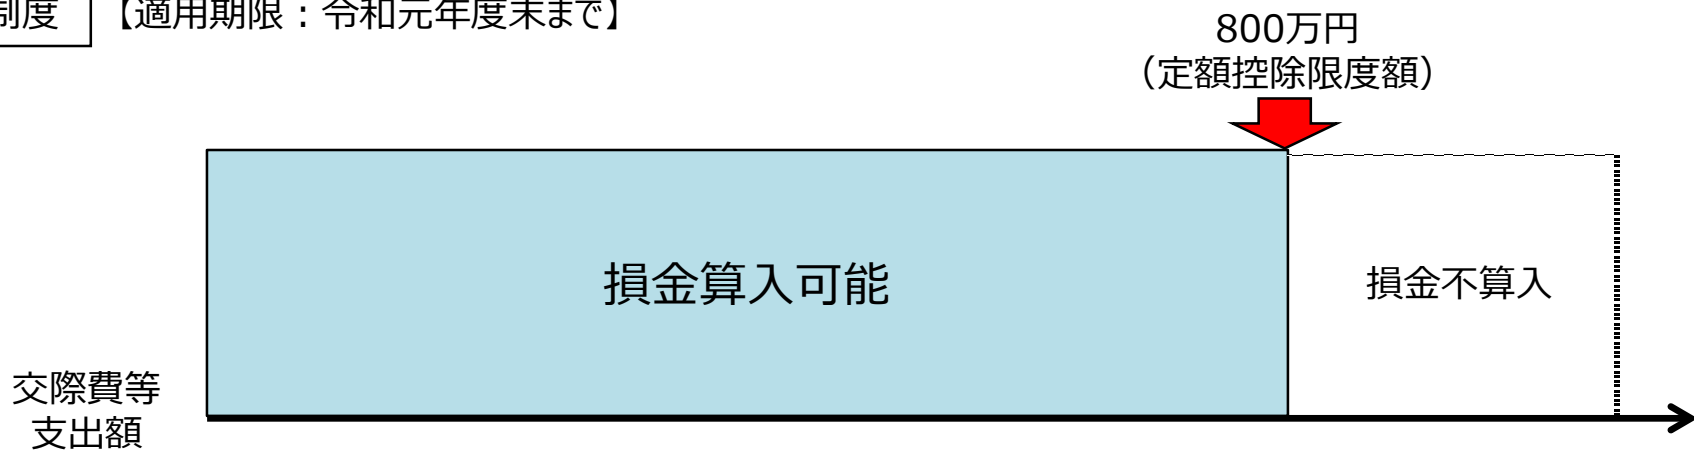 制度 【適用期限：令和元年度末まで】
800万円
（定額控除限度額）
損金算入可能
損金不算入
交際費等
支出額